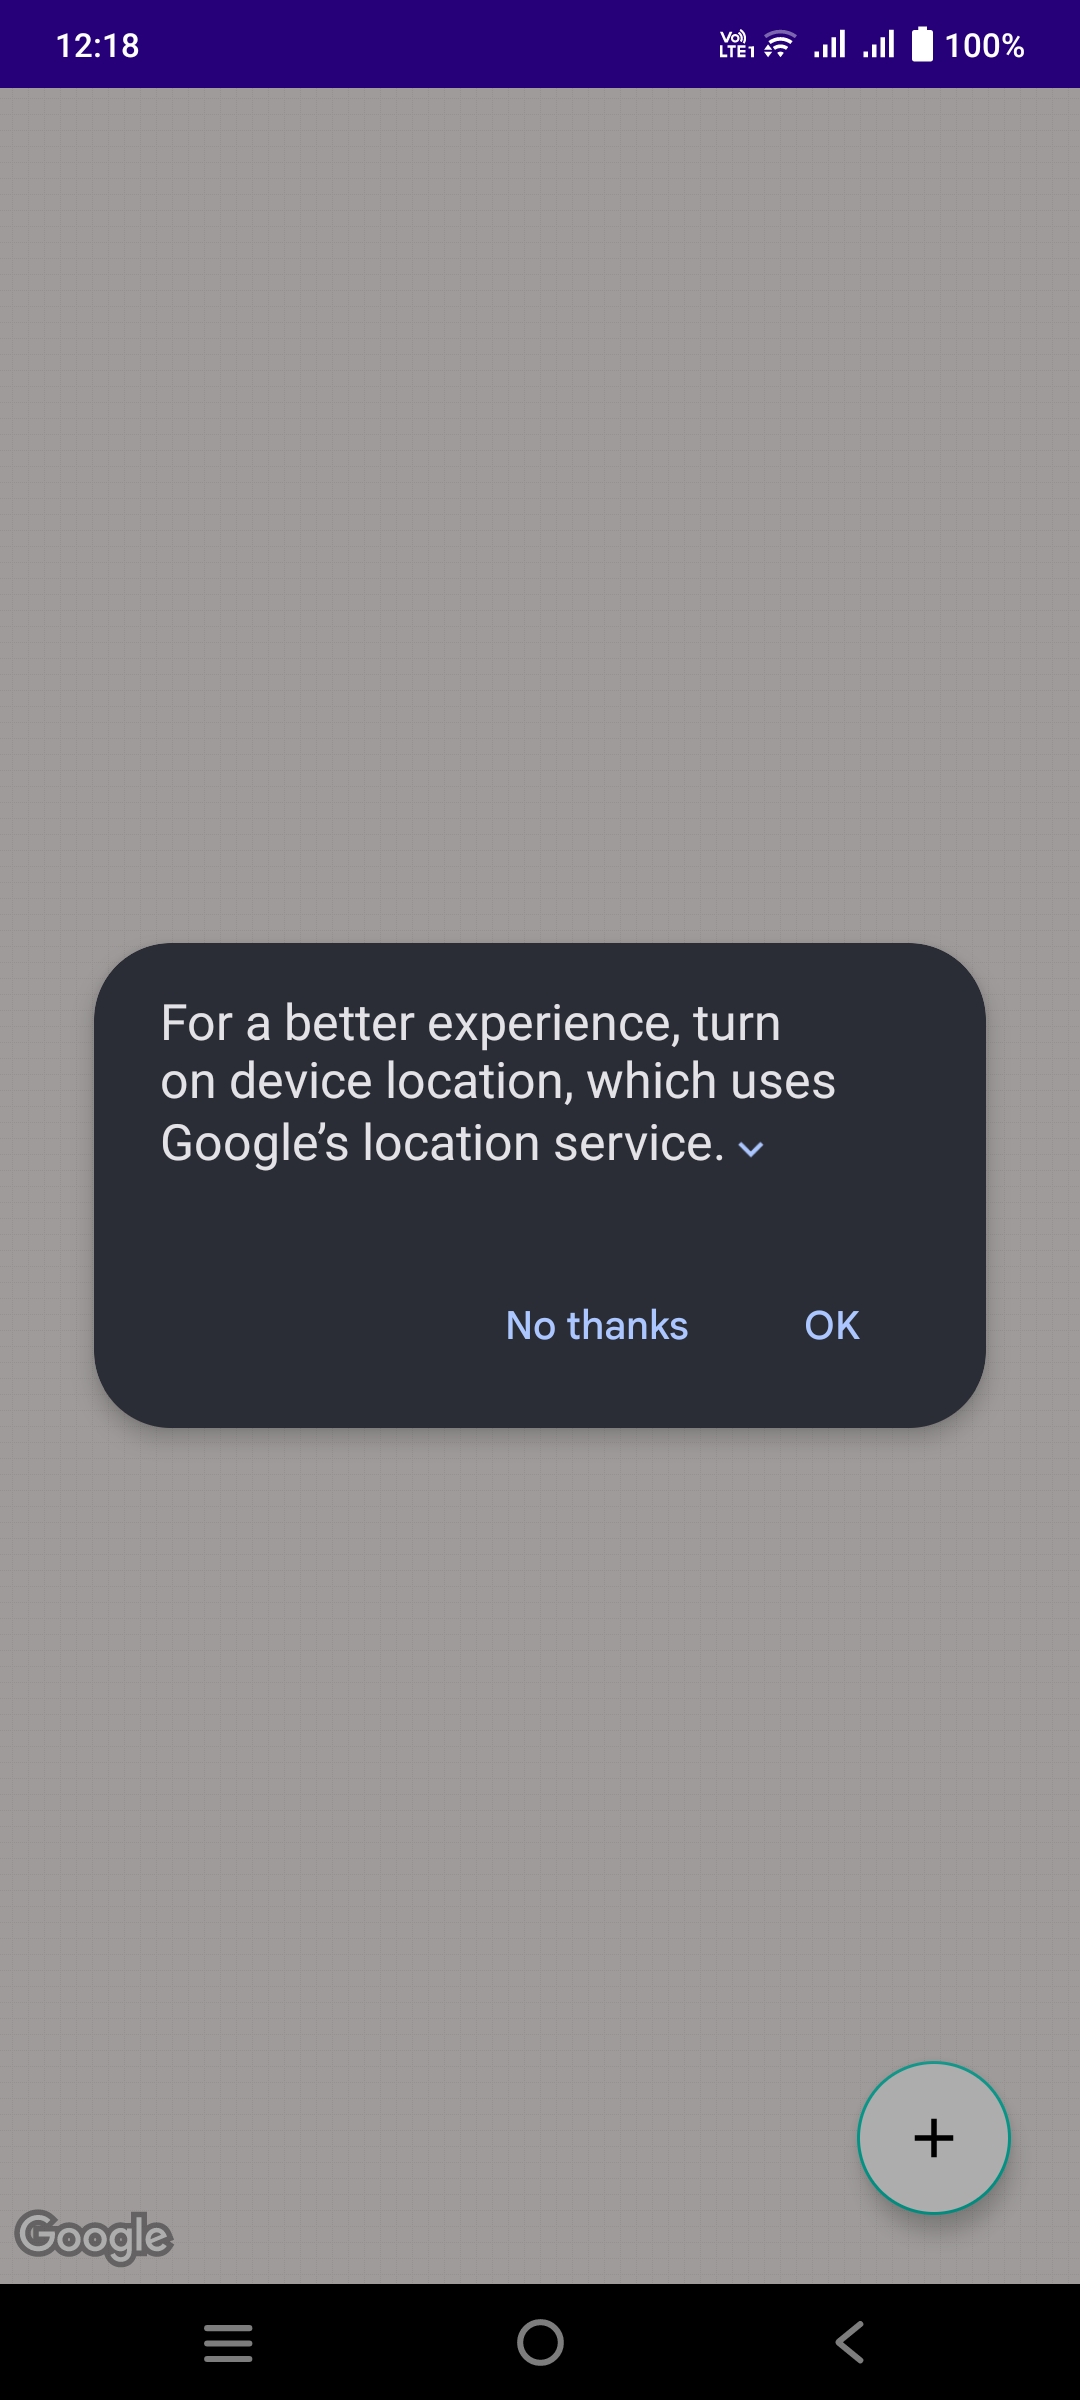 12:18
Vo LTE1 100%
For a better experience, turn
on device location, which uses
Google’s location service.
No thanks OK
Google